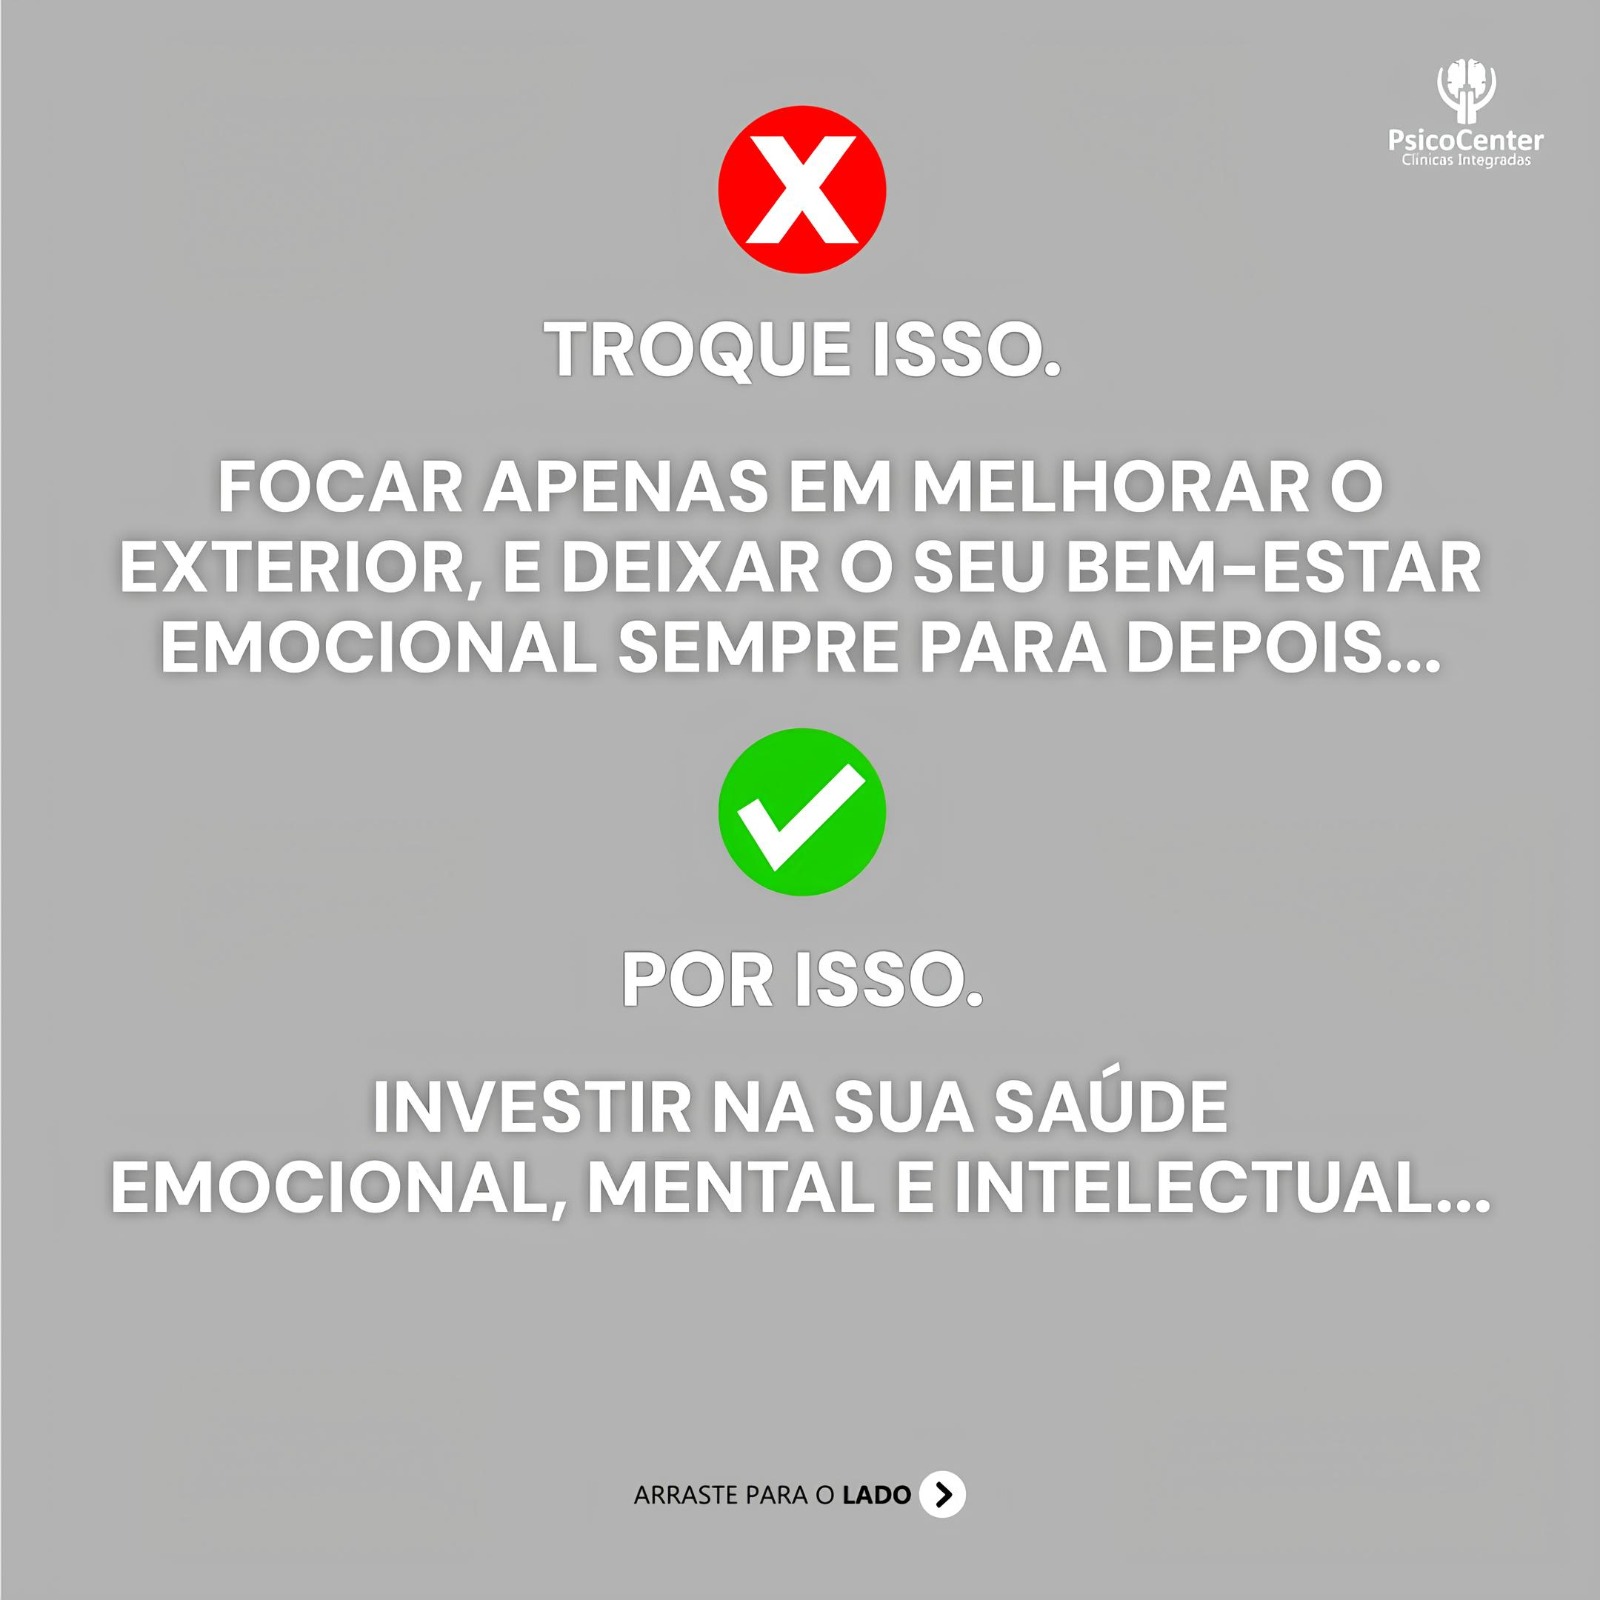 PsicoCenter
Clínicas Integradas
X
TROQUE ISSO.
FOCAR APENAS EM MELHORAR O
EXTERIOR, E DEIXAR O SEU BEM-ESTAR
EMOCIONAL SEMPRE PARA DEPOIS...
POR ISSO.
INVESTIR NA SUA SAÚDE
EMOCIONAL, MENTAL E INTELECTUAL...
ARRASTE PARA O LADO